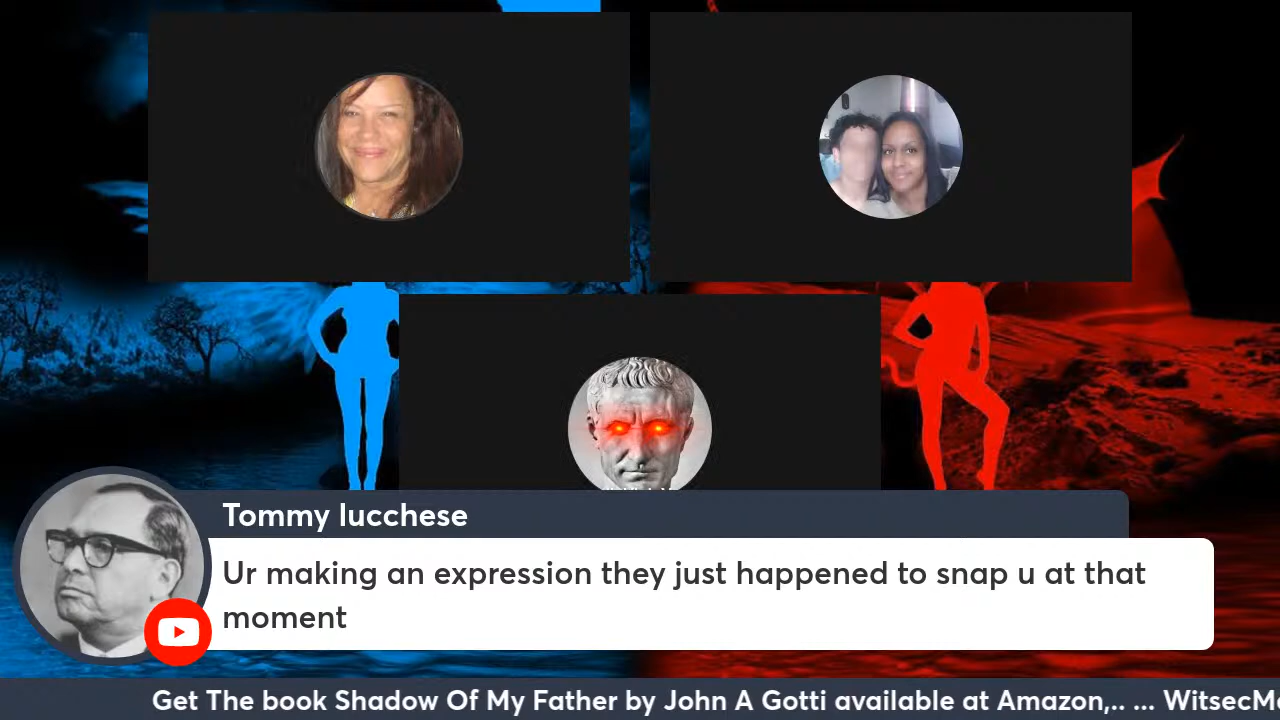 Tommy lucchese
Ur making an expression they just happened to snap u at that
moment
Get The book Shadow Of My Father by John A Gotti available at Amazon,.. ... WitsecM